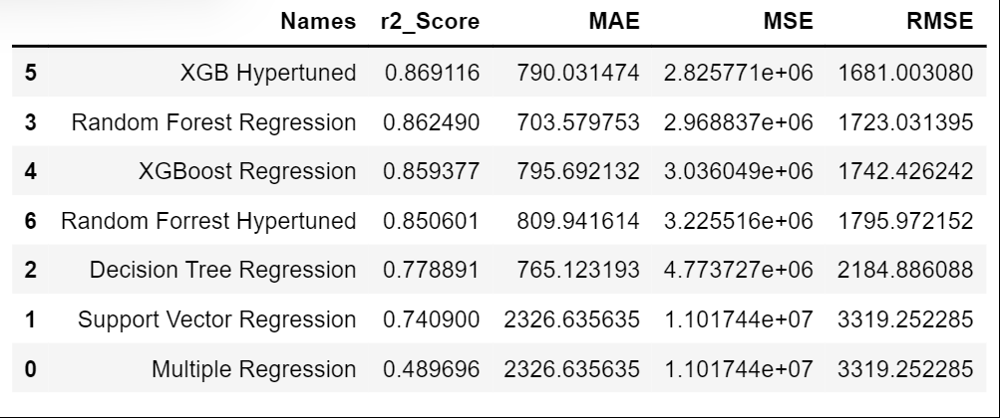 Names r2_Score MAE MSE RMSE
5 XGB Hypertuned 0.869116 790.031474 2.825771e+06 1681.003080
3 Random Forest Regression 0.862490 703.579753 2.968837e+06 1723.031395
4 XGBoost Regression 0.859377 795.692132 3.036049e+06 1742.426242
6 Random Forrest Hypertuned 0.850601 809.941614 3.225516e+06 1795.972152
2 Decision Tree Regression 0.778891 765.123193 4.773727e+06 2184.886088
1 Support Vector Regression 0.740900 2326.635635 1.101744e+07 3319.252285
0 Multiple Regression 0.489696 2326.635635 1.101744e+07 3319.252285